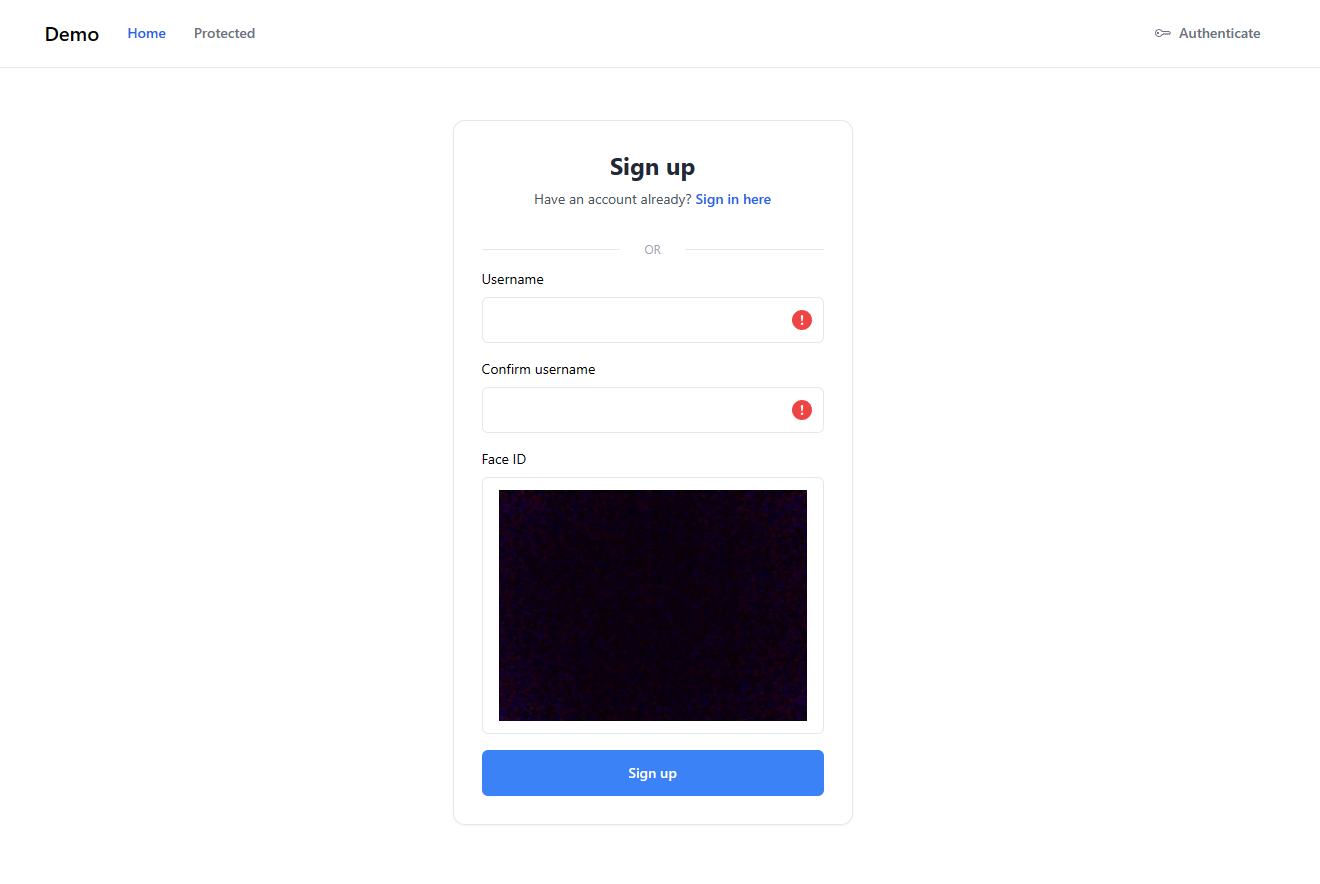 Demo Home Protected Authenticate
Sign up
Have an account already? Sign in here
OR
Username
Confirm username
Face ID
Sign up